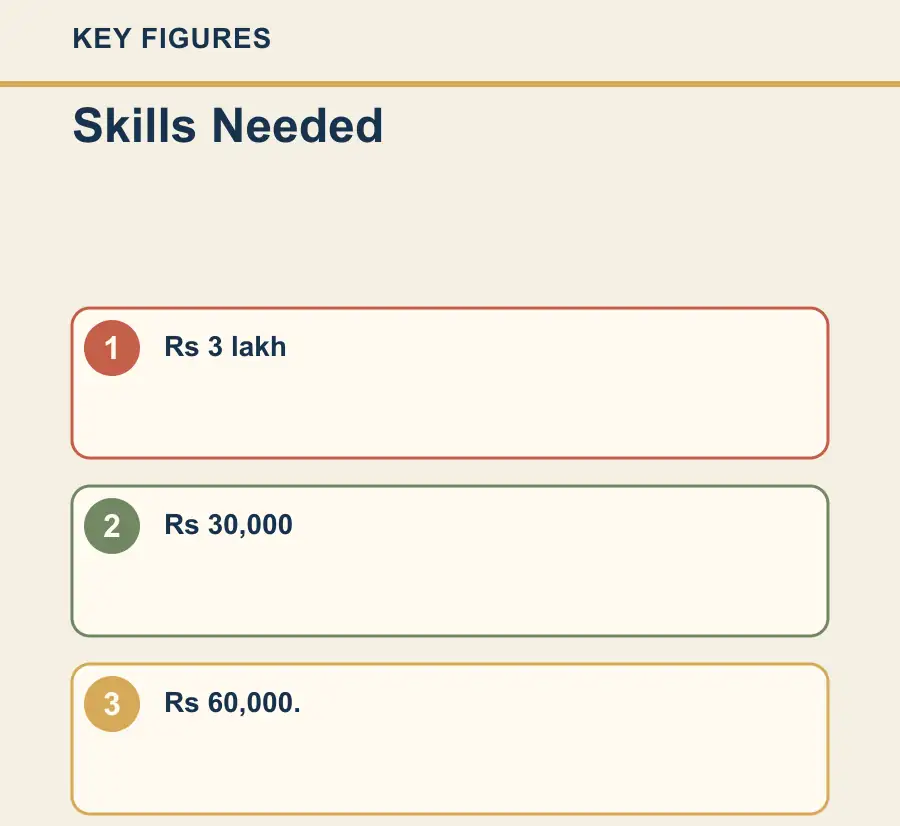 KEY FIGURES
Skills Needed
1 Rs 3 lakh
2 Rs 30,000
3 Rs 60,000.